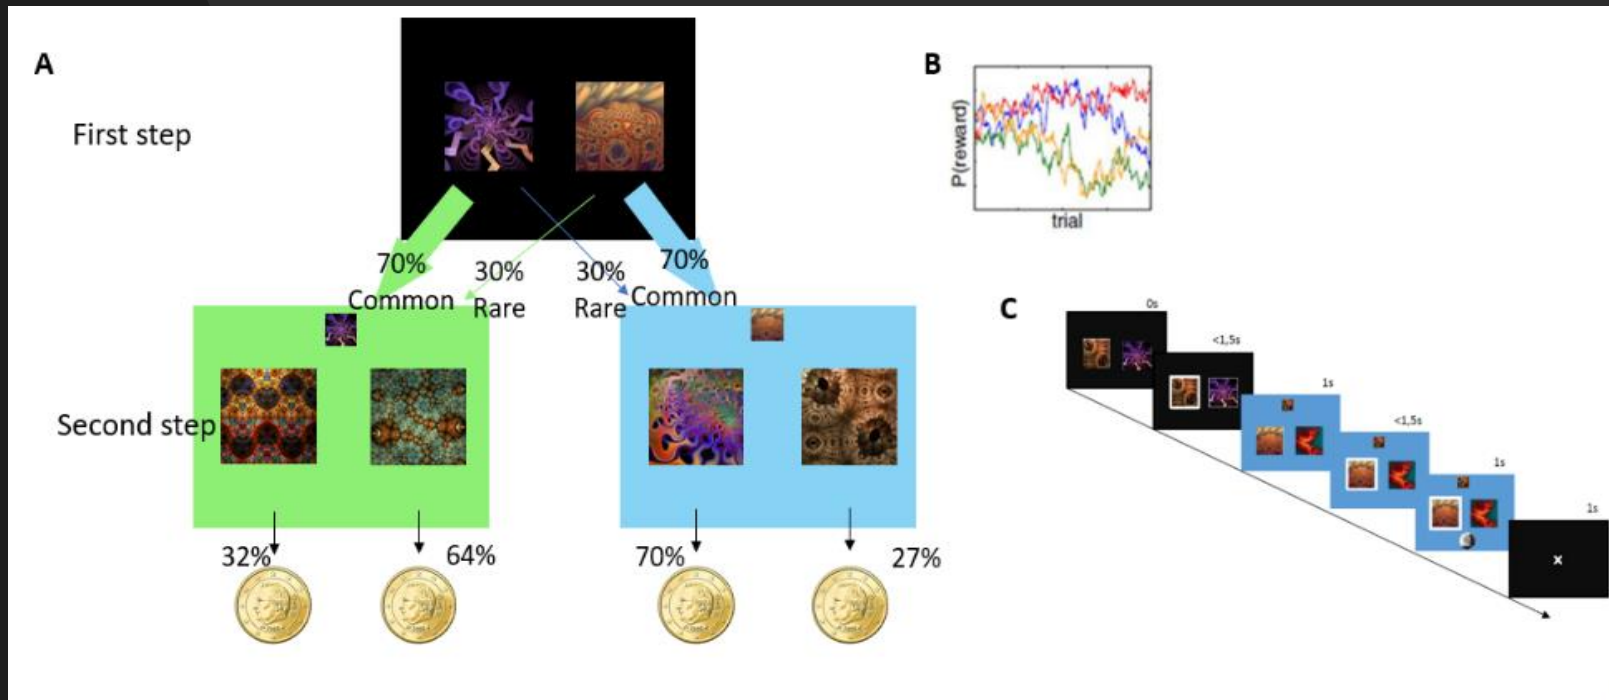 A
First step
70%
Common
30%
Rare
30%
Rare
70%
Common
Second step
32%
64%
70%
27%
B
P(reward)
trial
C
0s
<1,5s
1s
<1,5s
1s
1s
x